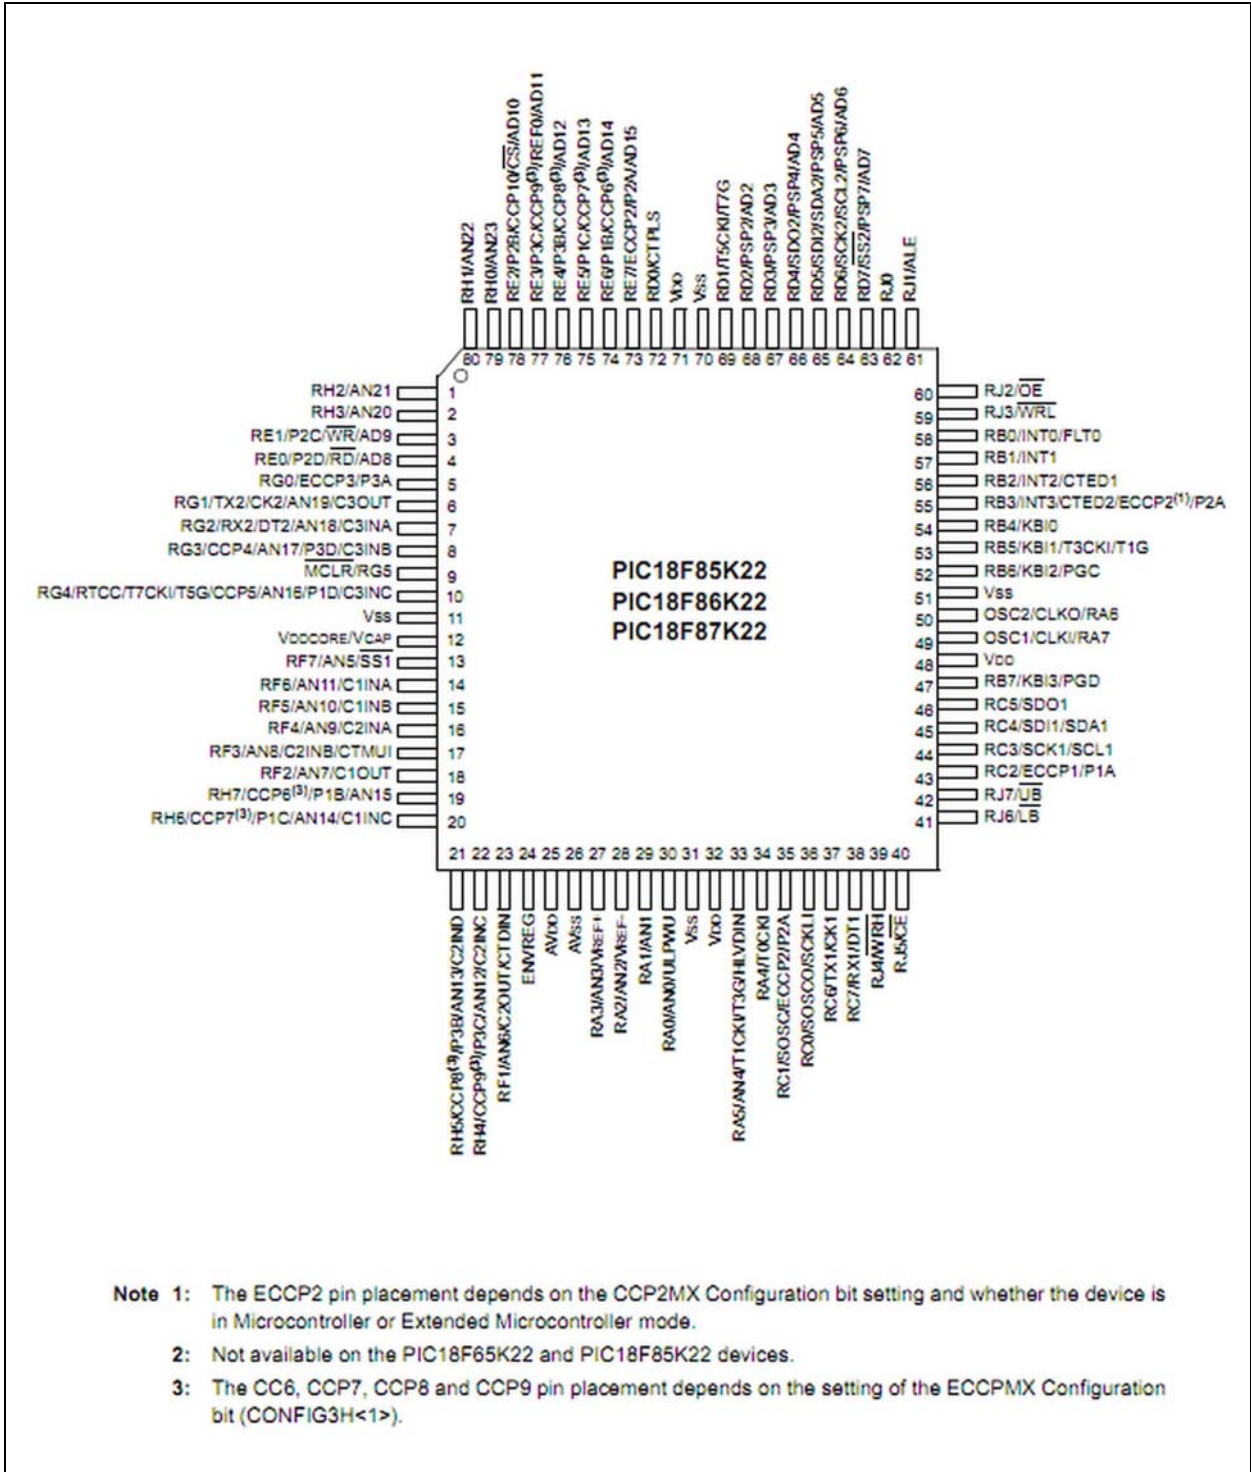 RH1/AN22
RH0/AN23
RE2/P2B/CCP10/CS/AD10
RE3/P3C/CCP9(3)/REF0/AD11
RE4/P3B/CCP8(3)/AD12
RE5/P1C/CCP7(3)/AD13
RE6/P1B/CCP6(3)/AD14
RE7/ECCP2/P2A/AD15
RD0/CTPLS
VDD
VSS
RD1/T5CKI/T7G
RD2/PSP2/AD2
RD3/PSP3/AD3
RD4/SDO2/PSP4/AD4
RD5/SDI2/SDA2/PSP5/AD5
RD6/SCK2/SCL2/PSP6/AD6
RD7/SS2/PSP7/AD7
RJ0
RJ1/ALE
80 79 78 77 76 75 74 73 72 71 70 69 68 67 66 65 64 63 62 61
RH2/AN21 1
RH3/AN20 2
RE1/P2C/WR/AD9 3
RE0/P2D/RD/AD8 4
RG0/ECCP3/P3A 5
RG1/TX2/CK2/AN19/C3OUT 6
RG2/RX2/DT2/AN18/C3INA 7
RG3/CCP4/AN17/P3D/C3INB 8
MCLR/RG5 9
RG4/RTCC/T7CKI/T5G/CCP5/AN16/P1D/C3INC 10
VSS 11
VDDCORE/VCAP 12
RF7/AN5/SS1 13
RF6/AN11/C1INA 14
RF5/AN10/C1INB 15
RF4/AN9/C2INA 16
RF3/AN8/C2INB/CTMUI 17
RF2/AN7/C1OUT 18
RH7/CCP6(3)/P1B/AN15 19
RH6/CCP7(3)/P1C/AN14/C1INC 20
PIC18F85K22
PIC18F86K22
PIC18F87K22
60 RJ2/OE
59 RJ3/WRL
58 RB0/INT0/FLT0
57 RB1/INT1
56 RB2/INT2/CTED1
55 RB3/INT3/CTED2/ECCP2(1)/P2A
54 RB4/KBI0
53 RB5/KBI1/T3CKI/T1G
52 RB6/KBI2/PGC
51 VSS
50 OSC2/CLKO/RA6
49 OSC1/CLKI/RA7
48 VDD
47 RB7/KBI3/PGD
46 RC5/SDO1
45 RC4/SDI1/SDA1
44 RC3/SCK1/SCL1
43 RC2/ECCP1/P1A
42 RJ7/UB
41 RJ6/LB
21 22 23 24 25 26 27 28 29 30 31 32 33 34 35 36 37 38 39 40
RH5/CCP8(3)/P3B/AN13/C2IND
RH4/CCP9(3)/P3C/AN12/C2INC
RF1/AN6/C2OUT/CTDIN
ENVREG
AVDD
AVSS
RA3/AN3/VREF+
RA2/AN2/VREF-
RA1/AN1
RA0/AN0/ULPWU
VSS
VDD
RA5/AN4/T1CKI/T3G/HLVDIN
RA4/T0CKI
RC1/SOSC/ECCP2/P2A
RC0/SOSCO/SCKLI
RC6/TX1/CK1
RC7/RX1/DT1
RJ4/WRH
RJ5/CE
Note 1: The ECCP2 pin placement depends on the CCP2MX Configuration bit setting and whether the device is
in Microcontroller or Extended Microcontroller mode.
2: Not available on the PIC18F65K22 and PIC18F85K22 devices.
3: The CC6, CCP7, CCP8 and CCP9 pin placement depends on the setting of the ECCPMX Configuration
bit (CONFIG3H<1>).